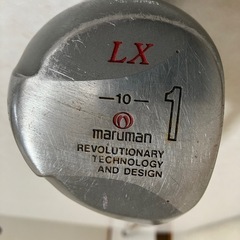 LX
—10—
1
maruman
REVOLUTIONARY
TECHNOLOGY
AND DESIGN